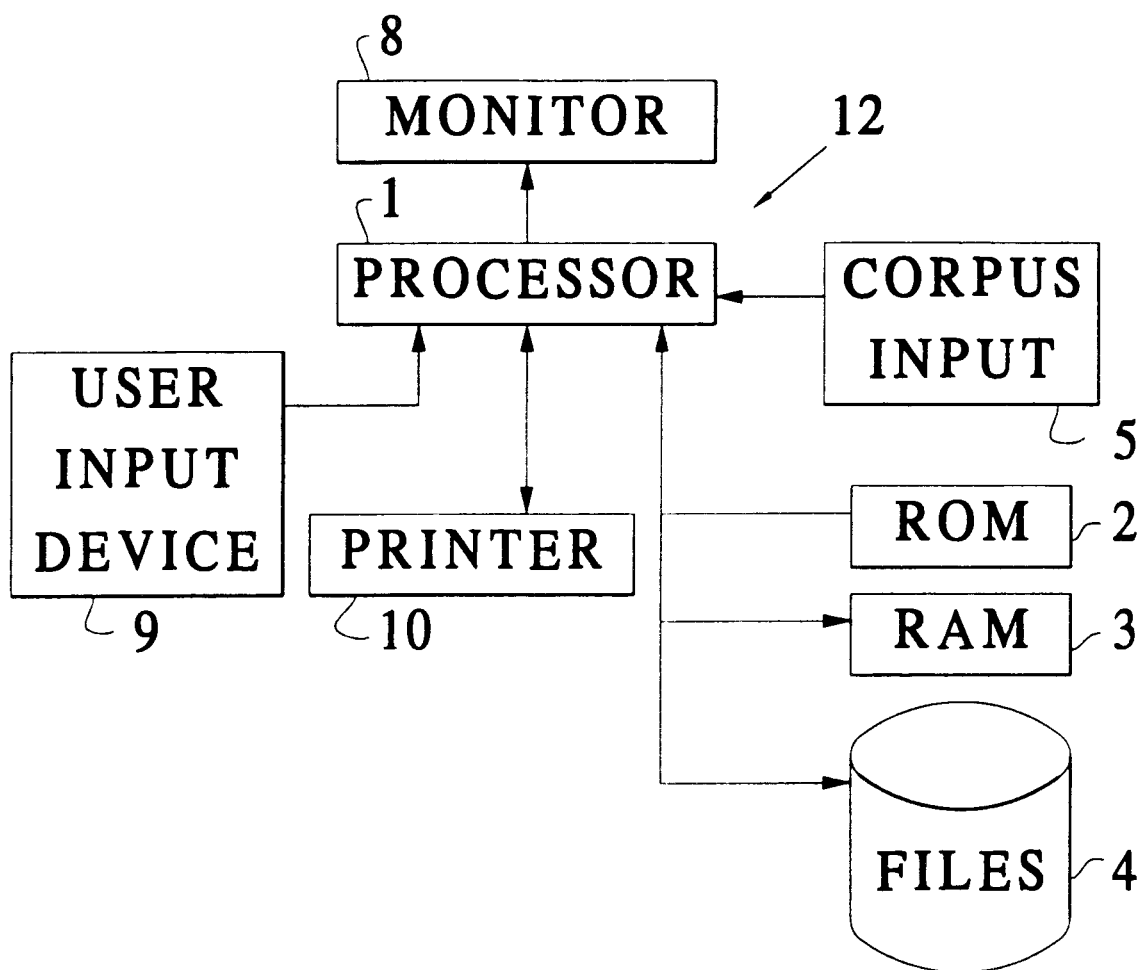 8
MONITOR
12
1
PROCESSOR
CORPUS
INPUT
5
USER
INPUT
DEVICE
9
PRINTER
10
ROM
2
RAM
3
FILES
4